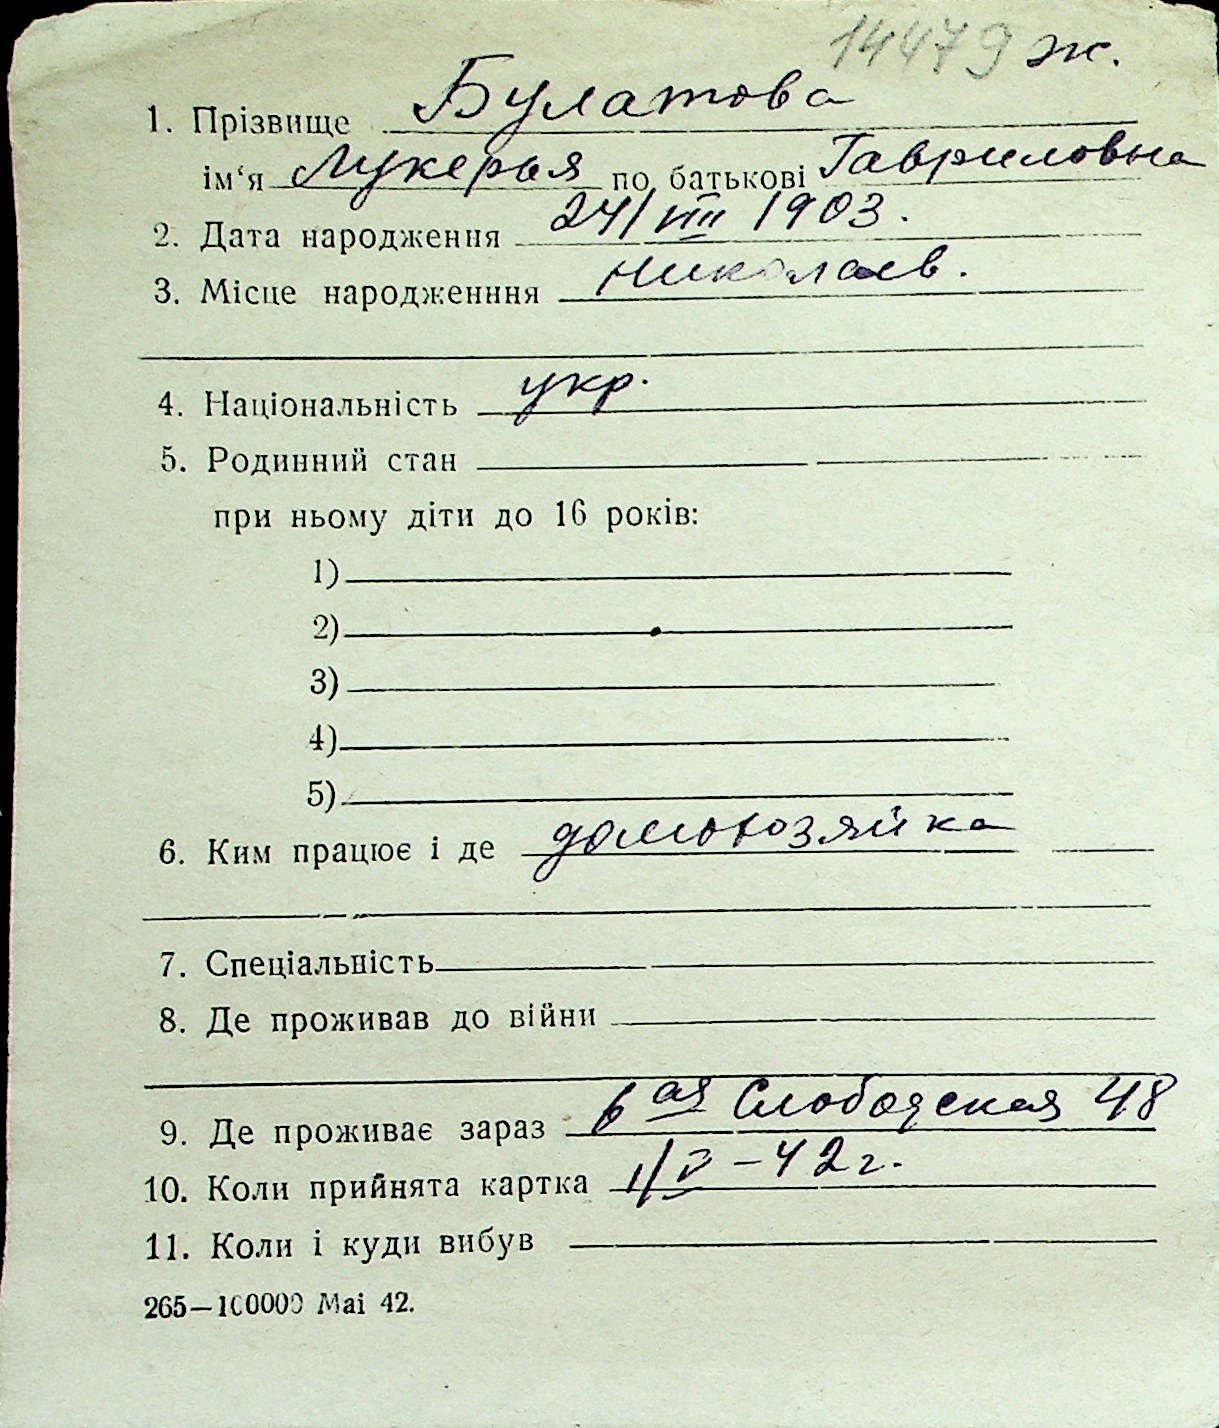 14479 ж.
1. Прізвище Булатова
ім'я Лукерья по батькові Гавриловна
2. Дата народження 24/VIII 1903.
3. Місце народженння Николаев.
4. Національність укр.
5. Родинний стан
при ньому діти до 16 років:
1)
2)
3)
4)
5)
6. Ким працює і де домохозяйка
7. Спеціальність
8. Де проживав до війни
9. Де проживає зараз 6ая Слободская 48
10. Коли прийнята картка 1/V-42 г.
11. Коли і куди вибув
265—100000 Маі 42.